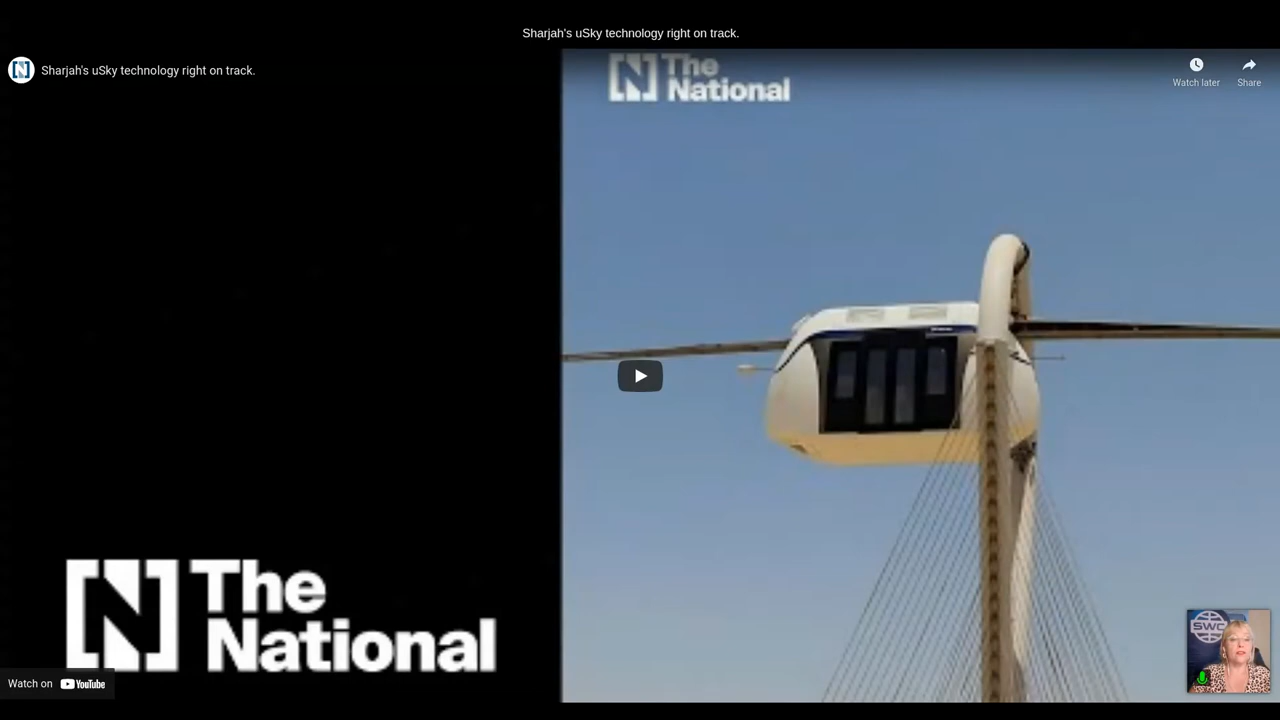 Sharjah's uSky technology right on track.
Sharjah's uSky technology right on track.
The
National
Watch later
Share
The
National
Watch on YouTube
SWC